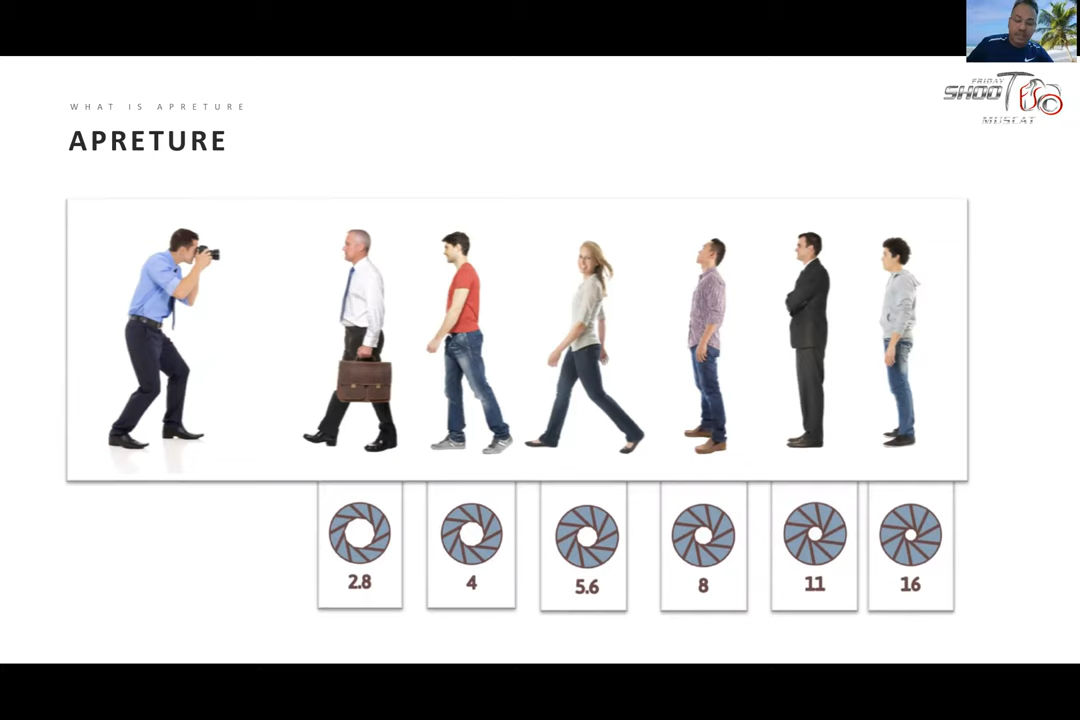 WHAT IS APRETURE
APRETURE
FRIDAY
SHOOT
MUSCAT
2.8
4
5.6
8
11
16